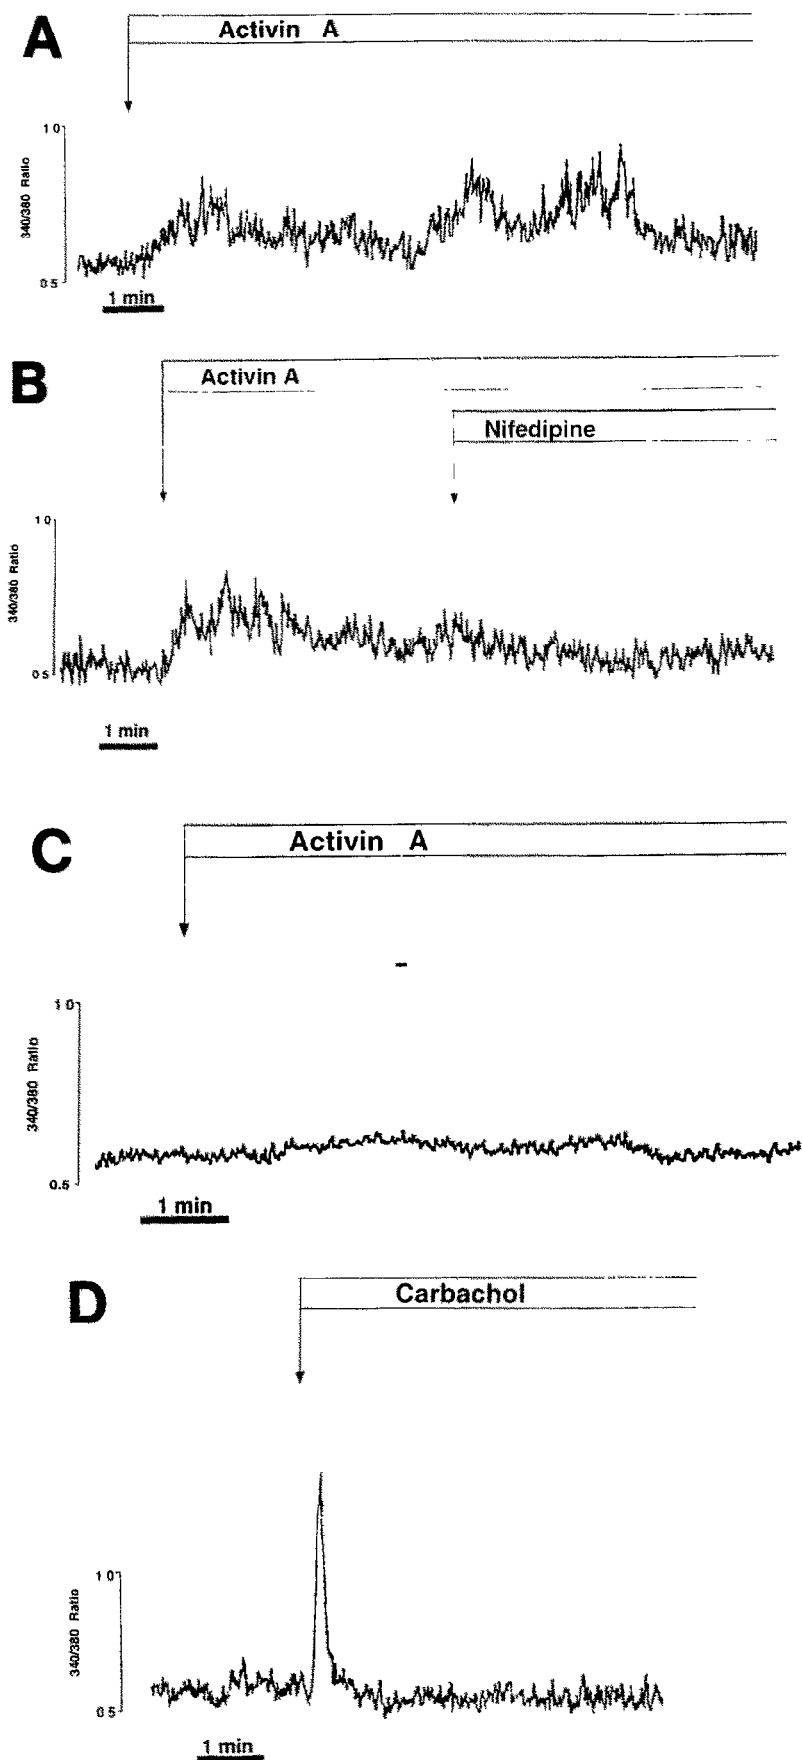 A
Activin A
1.0
340/380 Ratio
0.5
1 min
B
Activin A
Nifedipine
1.0
340/380 Ratio
0.5
1 min
C
Activin A
1.0
340/380 Ratio
0.5
1 min
D
Carbachol
1.0
340/380 Ratio
0.5
1 min